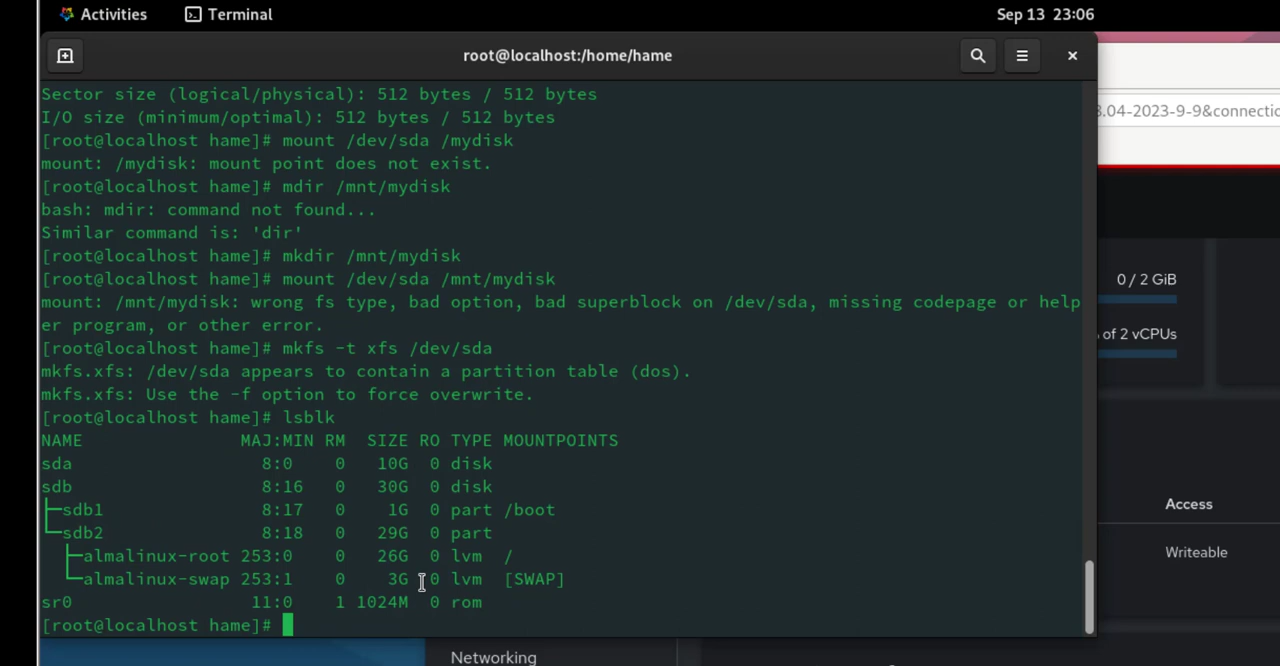 Activities
Terminal
Sep 13 23:06
root@localhost:/home/hame
Sector size (logical/physical): 512 bytes / 512 bytes
I/O size (minimum/optimal): 512 bytes / 512 bytes
[root@localhost hame]# mount /dev/sda /mydisk
mount: /mydisk: mount point does not exist.
[root@localhost hame]# mdir /mnt/mydisk
bash: mdir: command not found...
Similar command is: 'dir'
[root@localhost hame]# mkdir /mnt/mydisk
[root@localhost hame]# mount /dev/sda /mnt/mydisk
mount: /mnt/mydisk: wrong fs type, bad option, bad superblock on /dev/sda, missing codepage or help
er program, or other error.
[root@localhost hame]# mkfs -t xfs /dev/sda
mkfs.xfs: /dev/sda appears to contain a partition table (dos).
mkfs.xfs: Use the -f option to force overwrite.
[root@localhost hame]# lsblk
NAME MAJ:MIN RM SIZE RO TYPE MOUNTPOINTS
sda 8:0 0 10G 0 disk
sdb 8:16 0 30G 0 disk
├─sdb1 8:17 0 1G 0 part /boot
└─sdb2 8:18 0 29G 0 part
├─almalinux-root 253:0 0 26G 0 lvm /
└─almalinux-swap 253:1 0 3G 0 lvm [SWAP]
sr0 11:0 1 1024M 0 rom
[root@localhost hame]#
.04-2023-9-9&connectio
0 / 2 GiB
of 2 vCPUs
Access
Writeable
Networking